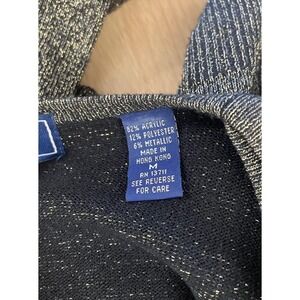 82% ACRYLIC
12% POLYESTER
6% METALLIC
MADE IN
HONG KONG
M
RN 13711
SEE REVERSE
FOR CARE